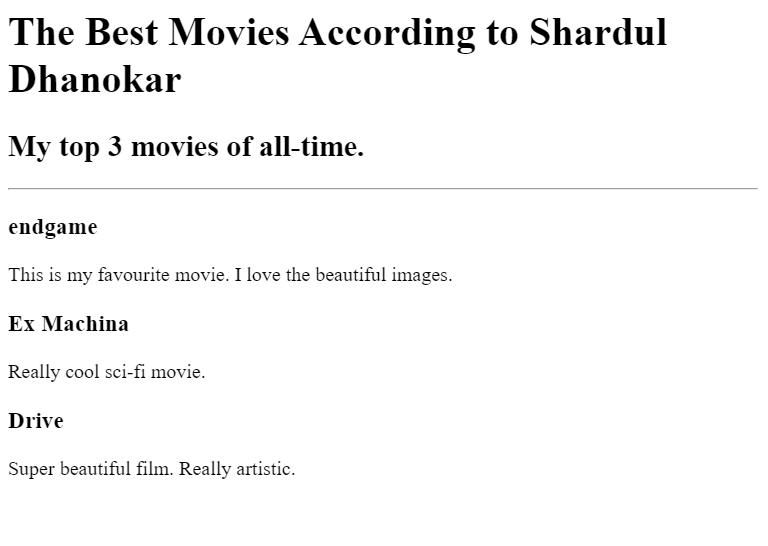 The Best Movies According to Shardul
Dhanokar
My top 3 movies of all-time.
endgame
This is my favourite movie. I love the beautiful images.
Ex Machina
Really cool sci-fi movie.
Drive
Super beautiful film. Really artistic.